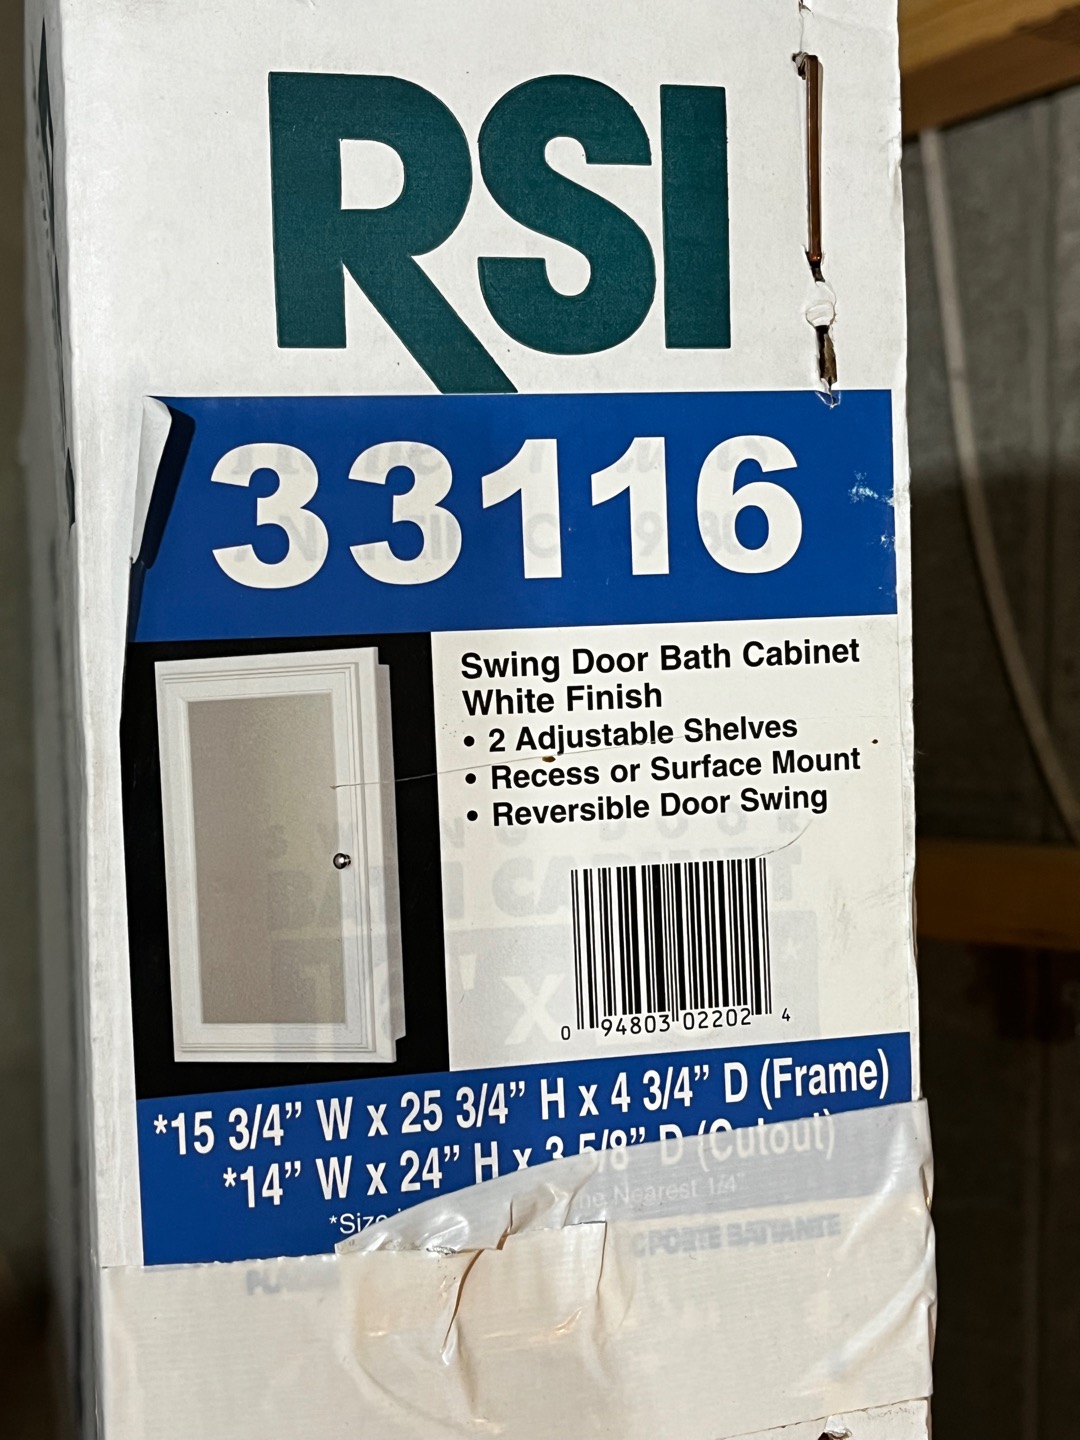 RSI
33116
Swing Door Bath Cabinet
White Finish
• 2 Adjustable Shelves
• Recess or Surface Mount
• Reversible Door Swing
0 94803 02202 4
*15 3/4” W x 25 3/4” H x 4 3/4” D (Frame)
*14” W x 24” H x 3 5/8” D (Cutout)
Nearest 1/4”
PORTE BATTANTE